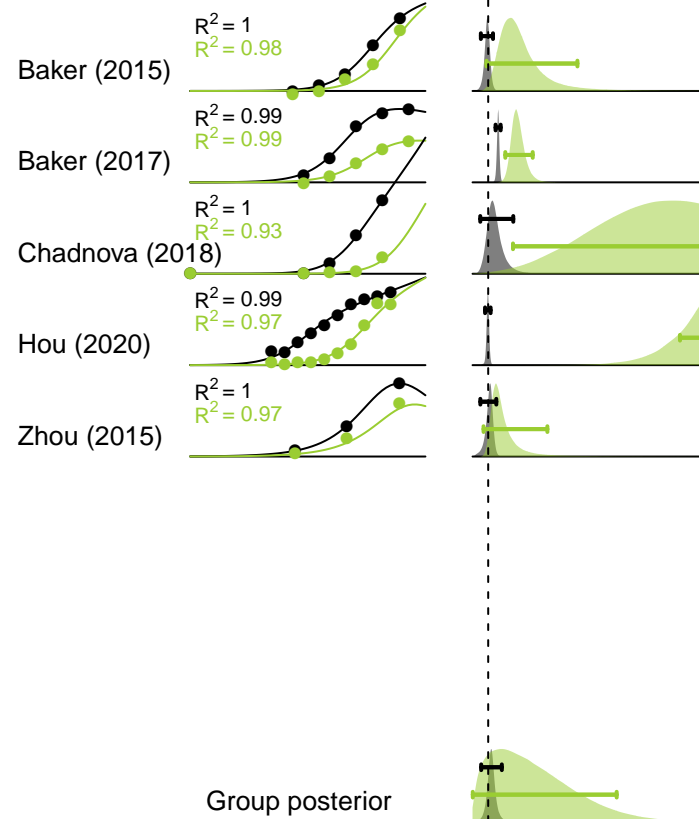 R² = 1
R² = 0.98
Baker (2015)
R² = 0.99
R² = 0.99
Baker (2017)
R² = 1
R² = 0.93
Chadnova (2018)
R² = 0.99
R² = 0.97
Hou (2020)
R² = 1
R² = 0.97
Zhou (2015)
Group posterior